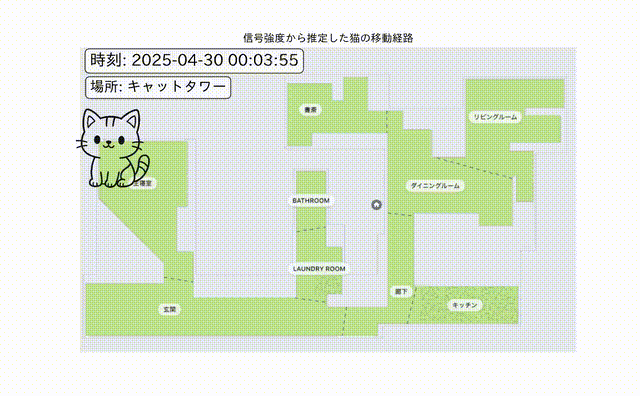 信号強度から推定した猫の移動経路
時刻: 2025-04-30 00:03:55
場所: キャットタワー
書斎
リビングルーム
主寝室
ダイニングルーム
BATHROOM
LAUNDRY ROOM
廊下
キッチン
玄関